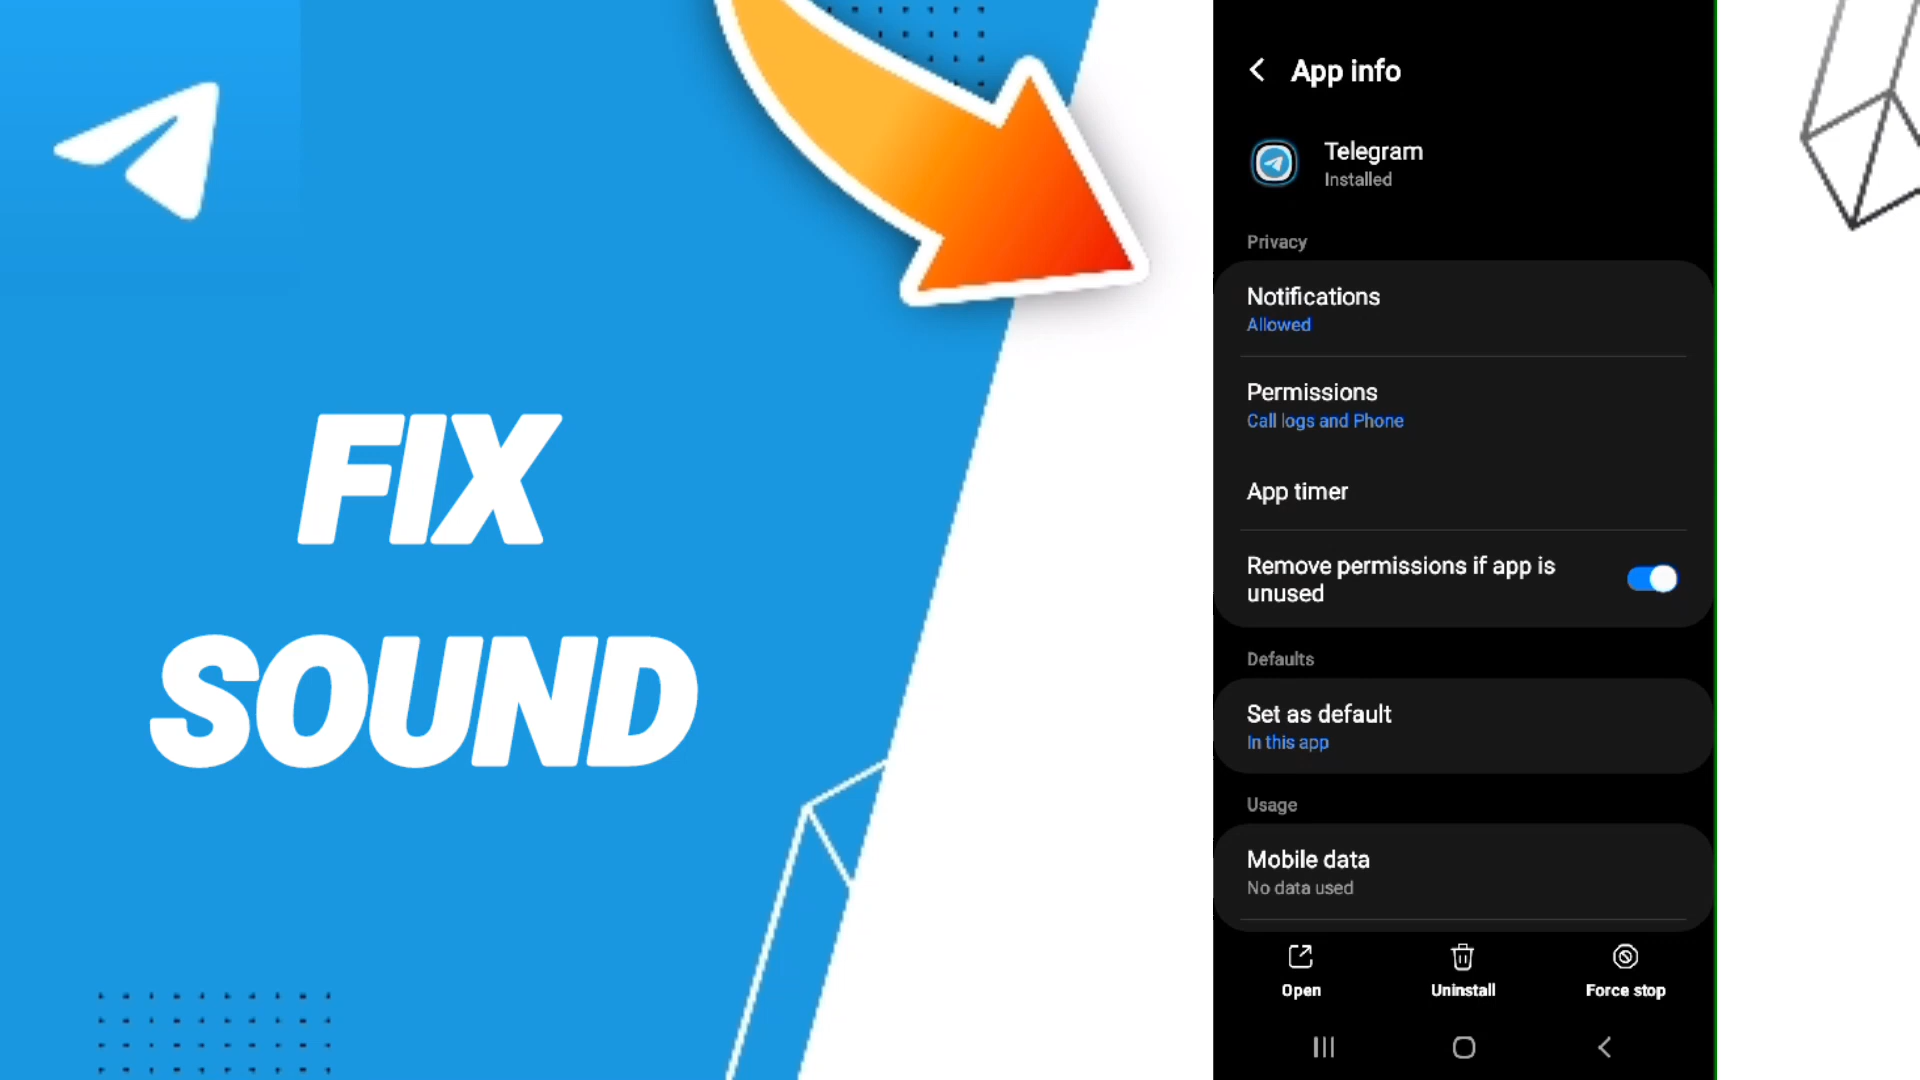 FIX
SOUND
App info
Telegram
Installed
Privacy
Notifications
Allowed
Permissions
Call logs and Phone
App timer
Remove permissions if app is
unused
Defaults
Set as default
In this app
Usage
Mobile data
No data used
Open
Uninstall
Force stop